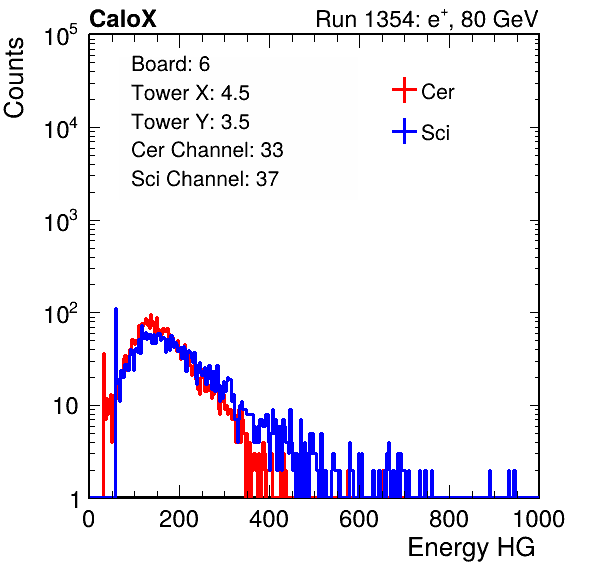 CaloX Run 1354: e⁺, 80 GeV
Board: 6
Tower X: 4.5
Tower Y: 3.5
Cer Channel: 33
Sci Channel: 37
Cer
Sci
Counts
10⁵
10⁴
10³
10²
10
1
0 200 400 600 800 1000
Energy HG